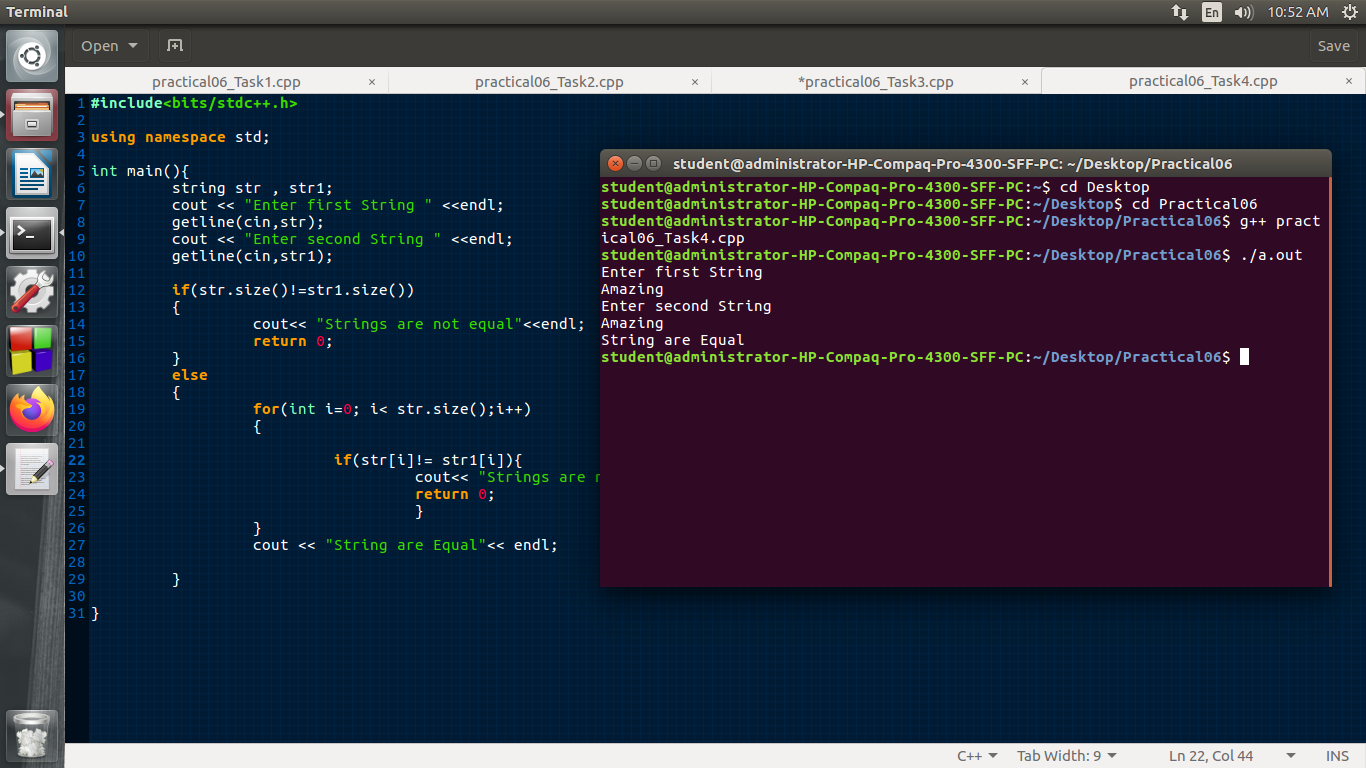 Terminal
En
10:52 AM
Open
Save
practical06_Task1.cpp ×
practical06_Task2.cpp ×
*practical06_Task3.cpp ×
practical06_Task4.cpp ×
1 #include<bits/stdc++.h>
2
3 using namespace std;
4
5 int main(){
6 string str , str1;
7 cout << "Enter first String " <<endl;
8 getline(cin,str);
9 cout << "Enter second String " <<endl;
10 getline(cin,str1);
11
12 if(str.size()!=str1.size())
13 {
14 cout<< "Strings are not equal"<<endl;
15 return 0;
16 }
17 else
18 {
19 for(int i=0; i< str.size();i++)
20 {
21
22 if(str[i]!= str1[i]){
23 cout<< "Strings are
24 return 0;
25 }
26 }
27 cout << "String are Equal"<< endl;
28
29 }
30
31 }
student@administrator-HP-Compaq-Pro-4300-SFF-PC: ~/Desktop/Practical06
student@administrator-HP-Compaq-Pro-4300-SFF-PC:~$ cd Desktop
student@administrator-HP-Compaq-Pro-4300-SFF-PC:~/Desktop$ cd Practical06
student@administrator-HP-Compaq-Pro-4300-SFF-PC:~/Desktop/Practical06$ g++ pract
ical06_Task4.cpp
student@administrator-HP-Compaq-Pro-4300-SFF-PC:~/Desktop/Practical06$ ./a.out
Enter first String
Amazing
Enter second String
Amazing
String are Equal
student@administrator-HP-Compaq-Pro-4300-SFF-PC:~/Desktop/Practical06$
C++
Tab Width: 9
Ln 22, Col 44
INS